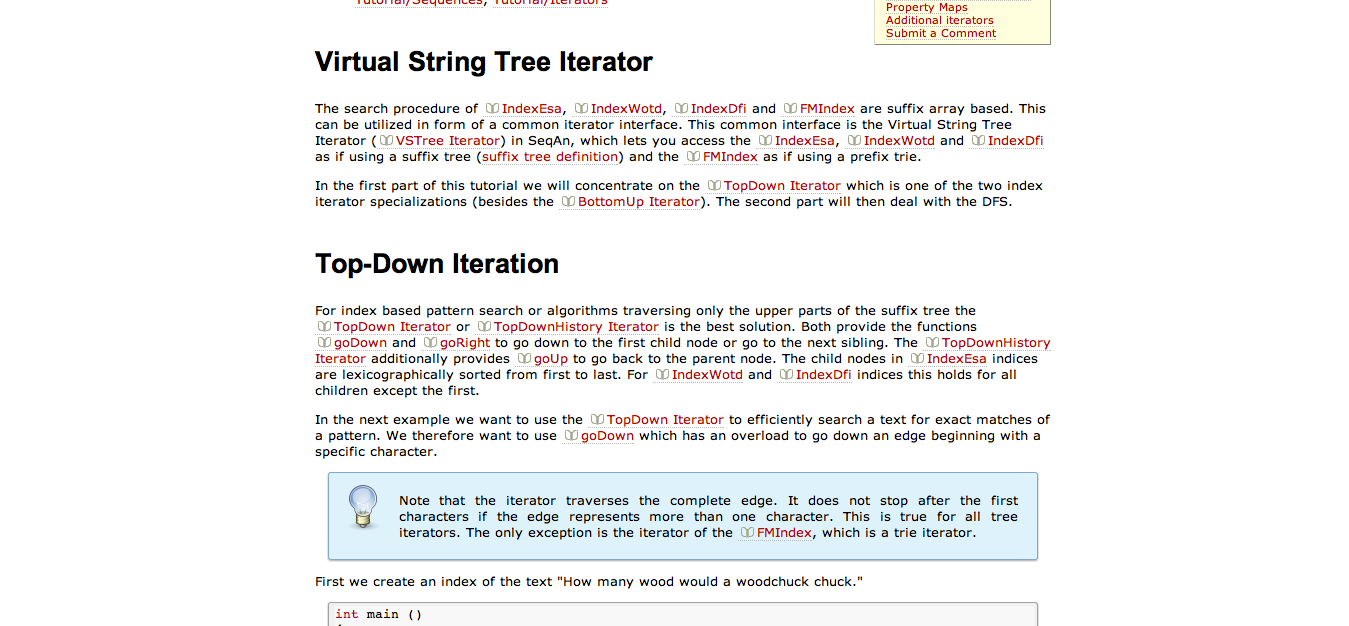 Tutorial/Sequences, Tutorial/Iterators
Property Maps
Additional iterators
Submit a Comment
Virtual String Tree Iterator
The search procedure of IndexEsa, IndexWotd, IndexDfi and FMIndex are suffix array based. This
can be utilized in form of a common iterator interface. This common interface is the Virtual String Tree
Iterator (VSTree Iterator) in SeqAn, which lets you access the IndexEsa, IndexWotd and IndexDfi
as if using a suffix tree (suffix tree definition) and the FMIndex as if using a prefix trie.
In the first part of this tutorial we will concentrate on the TopDown Iterator which is one of the two index
iterator specializations (besides the BottomUp Iterator). The second part will then deal with the DFS.
Top-Down Iteration
For index based pattern search or algorithms traversing only the upper parts of the suffix tree the
TopDown Iterator or TopDownHistory Iterator is the best solution. Both provide the functions
goDown and goRight to go down to the first child node or go to the next sibling. The TopDownHistory
Iterator additionally provides goUp to go back to the parent node. The child nodes in IndexEsa indices
are lexicographically sorted from first to last. For IndexWotd and IndexDfi indices this holds for all
children except the first.
In the next example we want to use the TopDown Iterator to efficiently search a text for exact matches of
a pattern. We therefore want to use goDown which has an overload to go down an edge beginning with a
specific character.
Note that the iterator traverses the complete edge. It does not stop after the first
characters if the edge represents more than one character. This is true for all tree
iterators. The only exception is the iterator of the FMIndex, which is a trie iterator.
First we create an index of the text "How many wood would a woodchuck chuck."
int main ()